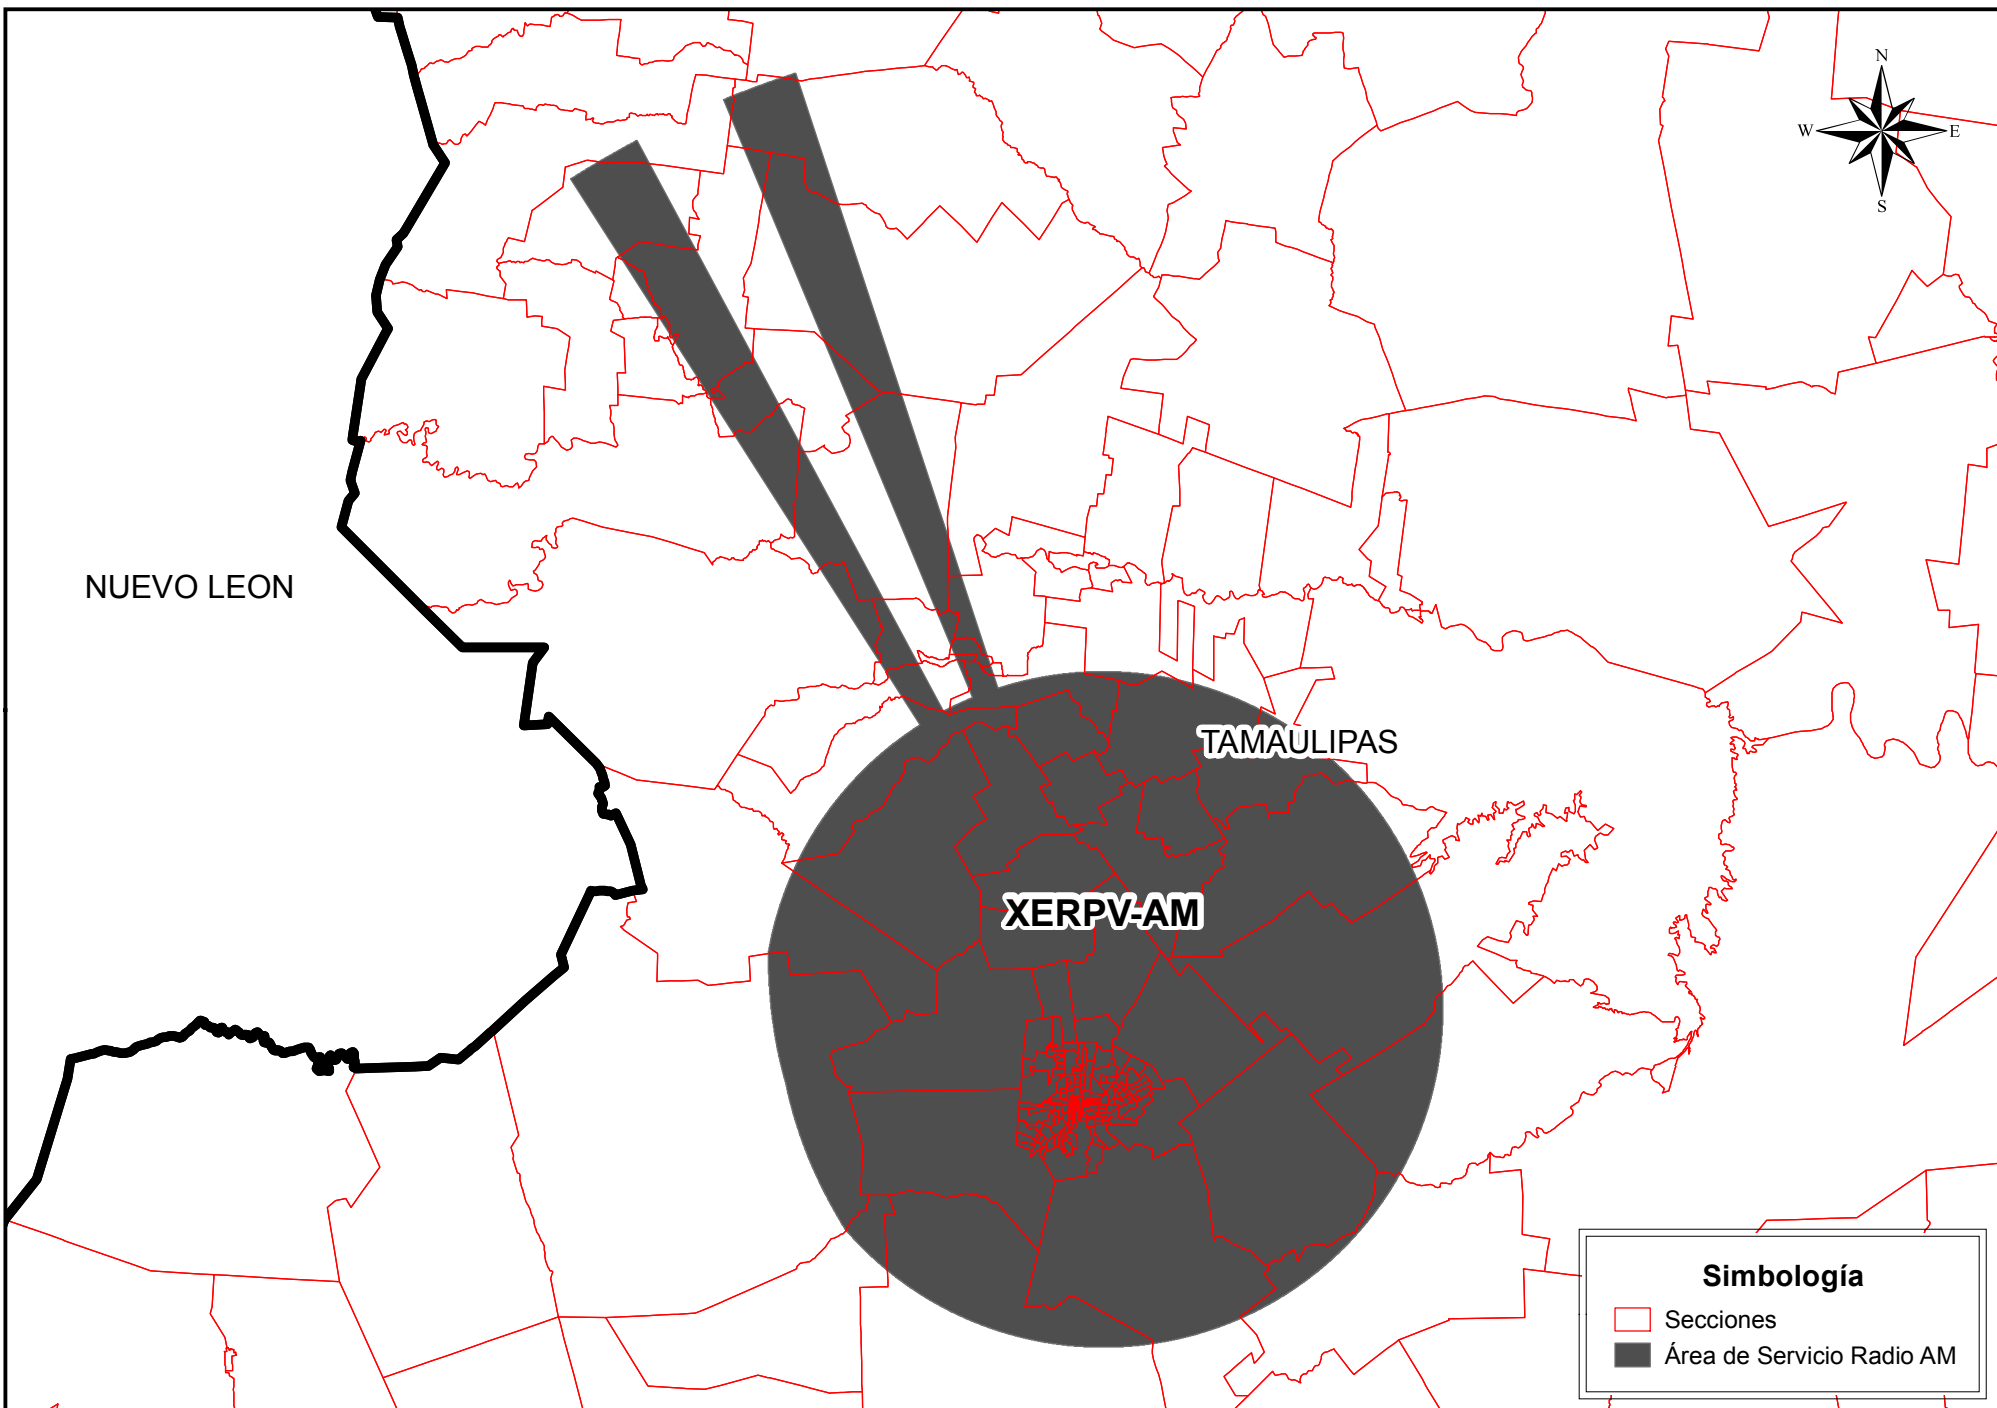 N
W E
S
NUEVO LEON
TAMAULIPAS
XERPV-AM
Simbología
Secciones
Área de Servicio Radio AM